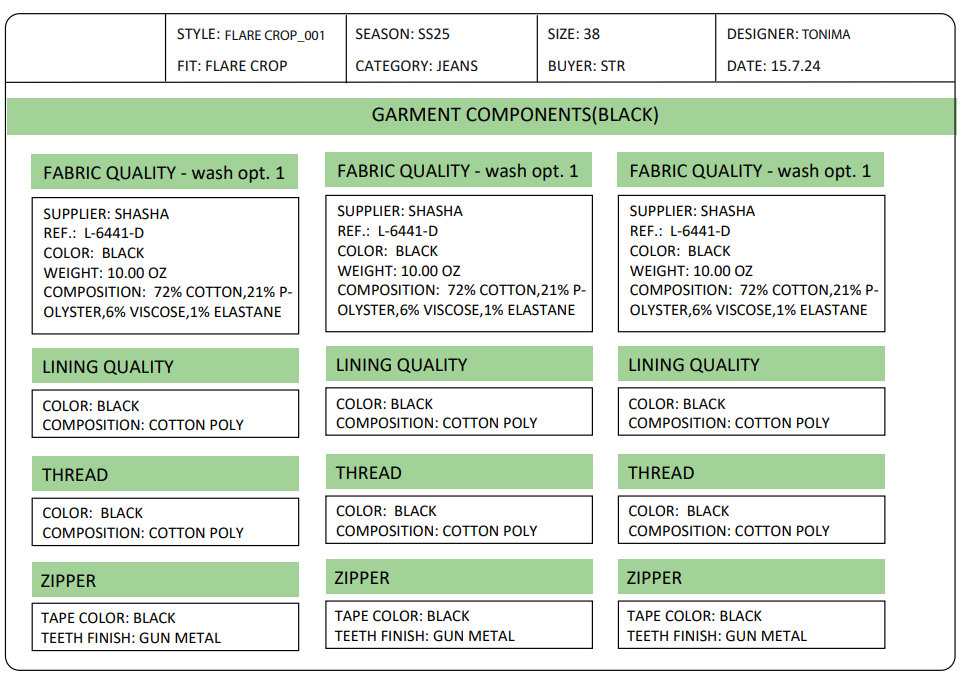 STYLE: FLARE CROP_001
FIT: FLARE CROP
SEASON: SS25
CATEGORY: JEANS
SIZE: 38
BUYER: STR
DESIGNER: TONIMA
DATE: 15.7.24
GARMENT COMPONENTS(BLACK)
FABRIC QUALITY - wash opt. 1
SUPPLIER: SHASHA
REF.: L-6441-D
COLOR: BLACK
WEIGHT: 10.00 OZ
COMPOSITION: 72% COTTON,21% P-
OLYSTER,6% VISCOSE,1% ELASTANE
LINING QUALITY
COLOR: BLACK
COMPOSITION: COTTON POLY
THREAD
COLOR: BLACK
COMPOSITION: COTTON POLY
ZIPPER
TAPE COLOR: BLACK
TEETH FINISH: GUN METAL
FABRIC QUALITY - wash opt. 1
SUPPLIER: SHASHA
REF.: L-6441-D
COLOR: BLACK
WEIGHT: 10.00 OZ
COMPOSITION: 72% COTTON,21% P-
OLYSTER,6% VISCOSE,1% ELASTANE
LINING QUALITY
COLOR: BLACK
COMPOSITION: COTTON POLY
THREAD
COLOR: BLACK
COMPOSITION: COTTON POLY
ZIPPER
TAPE COLOR: BLACK
TEETH FINISH: GUN METAL
FABRIC QUALITY - wash opt. 1
SUPPLIER: SHASHA
REF.: L-6441-D
COLOR: BLACK
WEIGHT: 10.00 OZ
COMPOSITION: 72% COTTON,21% P-
OLYSTER,6% VISCOSE,1% ELASTANE
LINING QUALITY
COLOR: BLACK
COMPOSITION: COTTON POLY
THREAD
COLOR: BLACK
COMPOSITION: COTTON POLY
ZIPPER
TAPE COLOR: BLACK
TEETH FINISH: GUN METAL